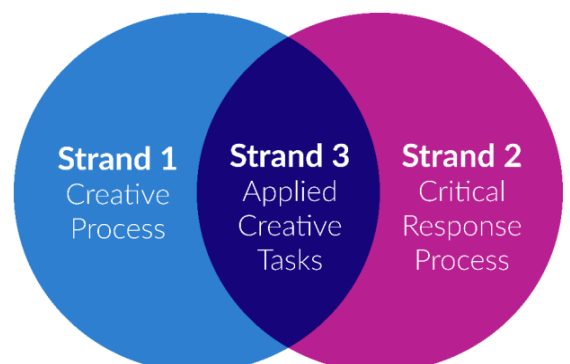 Strand 1
Creative
Process
Strand 3
Applied
Creative
Tasks
Strand 2
Critical
Response
Process